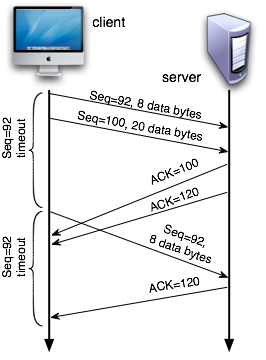 client
server
Seq=92, 8 data bytes
Seq=100, 20 data bytes
Seq=92
timeout
ACK=100
ACK=120
Seq=92,
8 data bytes
Seq=92
timeout
ACK=120